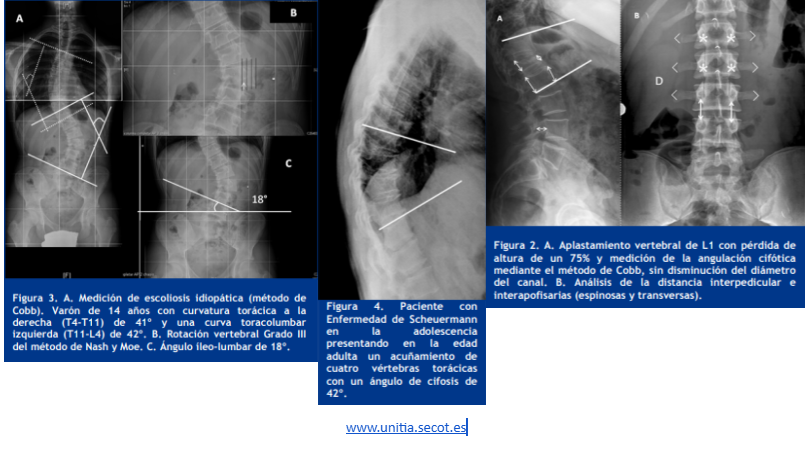 A
B
C
18°
Figura 3. A. Medición de escoliosis idiopática (método de
Cobb). Varón de 14 años con curvatura torácica a la
derecha (T4-T11) de 41º y una curva toracolumbar
izquierda (T11-L4) de 42º. B. Rotación vertebral Grado III
del método de Nash y Moe. C. Ángulo íleo-lumbar de 18º.
Figura 4. Paciente con
Enfermedad de Scheuermann
en la adolescencia
presentando en la edad
adulta un acuñamiento de
cuatro vértebras torácicas
con un ángulo de cifosis de
42º.
A
B
D
Figura 2. A. Aplastamiento vertebral de L1 con pérdida de
altura de un 75% y medición de la angulación cifótica
mediante el método de Cobb, sin disminución del diámetro
del canal. B. Análisis de la distancia interpedicular e
interapofisarias (espinosas y transversas).
www.unitia.secot.es